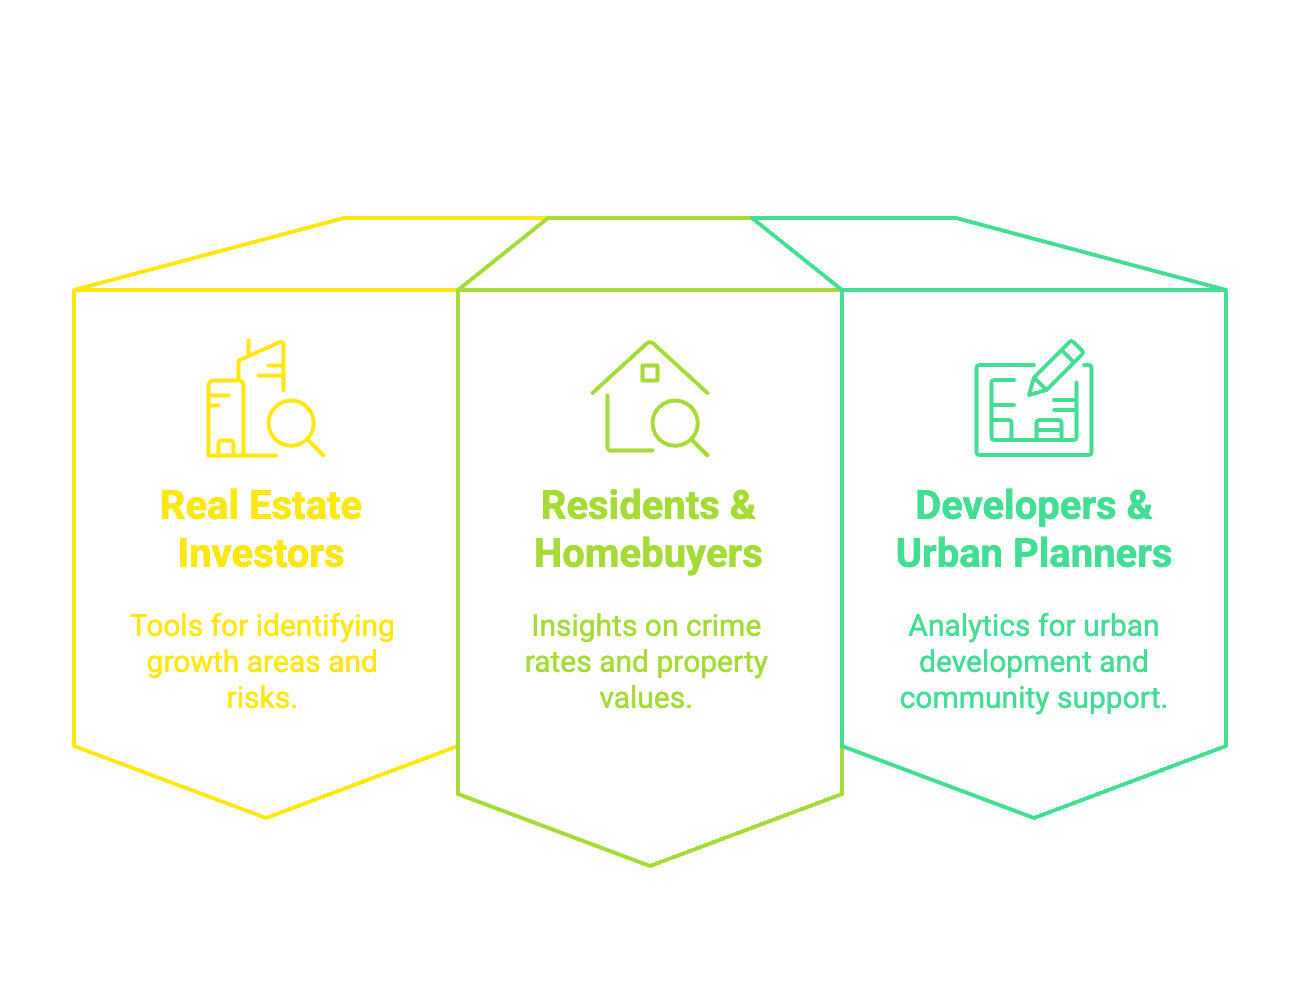 Real Estate
Investors
Tools for identifying
growth areas and
risks.
Residents &
Homebuyers
Insights on crime
rates and property
values.
Developers &
Urban Planners
Analytics for urban
development and
community support.